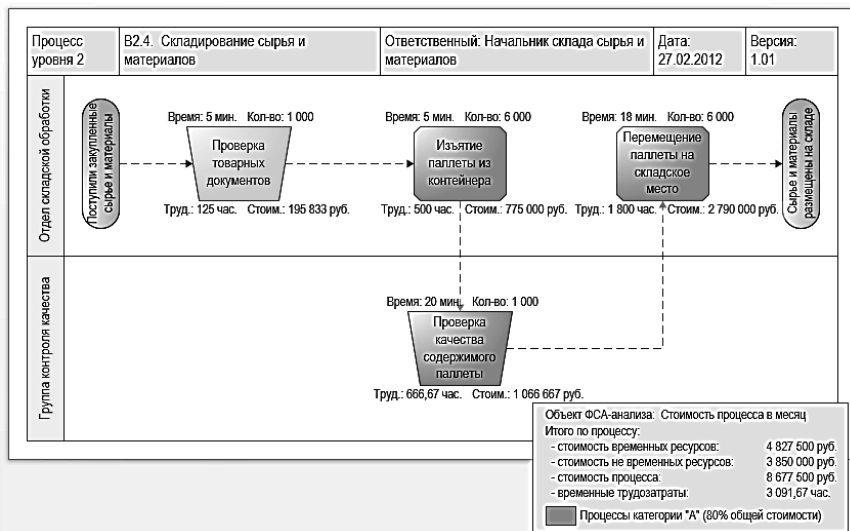 Процесс
уровня 2
В2.4. Складирование сырья и
материалов
Ответственный: Начальник склада сырья и
материалов
Дата:
27.02.2012
Версия:
1.01
Отдел складской обработки
Поступили закупленные
сырье и материалы
Время: 5 мин. Кол-во: 1 000
Проверка
товарных
документов
Труд.: 125 час. Стоим.: 195 833 руб.
Время: 5 мин. Кол-во: 6 000
Изъятие
паллеты из
контейнера
Труд.: 500 час. Стоим.: 775 000 руб.
Время: 18 мин. Кол-во: 6 000
Перемещение
паллеты на
складское
место
Труд.: 1 800 час. Стоим.: 2 790 000 руб.
Сырье и материалы
размещены на складе
Группа контроля качества
Время: 20 мин. Кол-во: 1 000
Проверка
качества
содержимого
паллеты
Труд.: 666,67 час. Стоим.: 1 066 667 руб.
Объект ФСА-анализа: Стоимость процесса в месяц
Итого по процессу:
- стоимость временных ресурсов: 4 827 500 руб.
- стоимость не временных ресурсов: 3 850 000 руб.
- стоимость процесса: 8 677 500 руб.
- временные трудозатраты: 3 091,67 час.
Процессы категории "А" (80% общей стоимости)